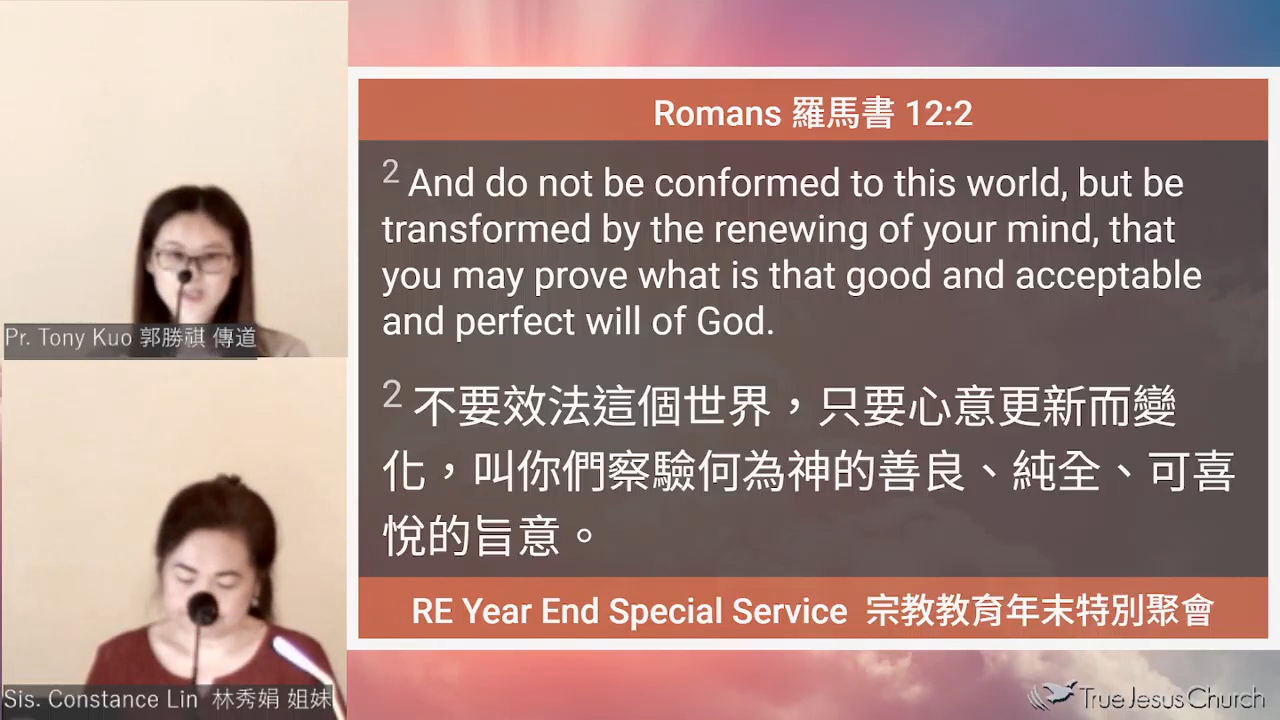 Pr. Tony Kuo 郭勝祺 傳道
Sis. Constance Lin 林秀娟 姐妹
Romans 羅馬書 12:2
2 And do not be conformed to this world, but be
transformed by the renewing of your mind, that
you may prove what is that good and acceptable
and perfect will of God.
2 不要效法這個世界，只要心意更新而變
化，叫你們察驗何為神的善良、純全、可喜
悅的旨意。
RE Year End Special Service 宗教教育年末特別聚會
True Jesus Church